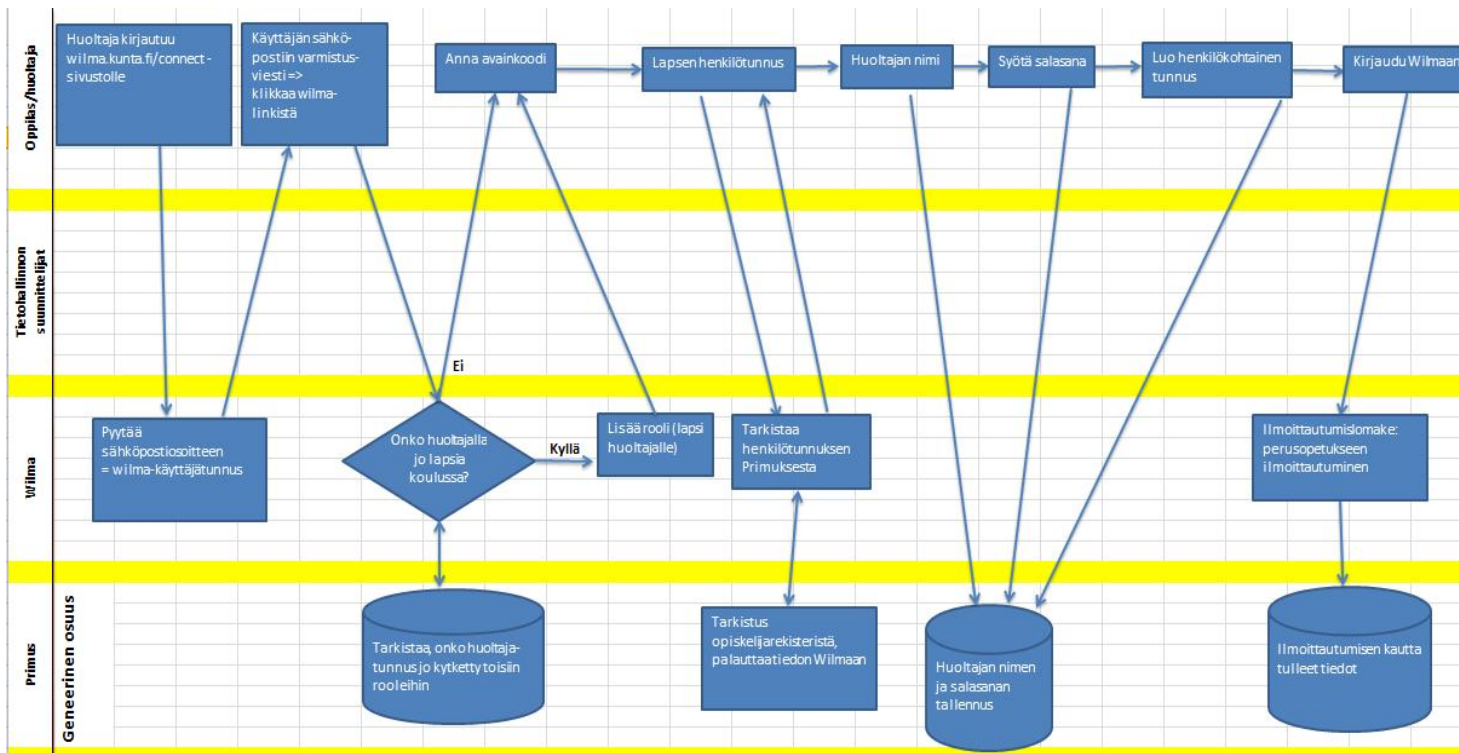 Oppilas/huoltaja
Huoltaja kirjautuu
wilma.kunta.fi/connect -
sivustolle
Käyttäjän sähkö-
postiin varmistus-
viesti =>
klikkaa wilma-
linkistä
Anna avainkoodi
Lapsen henkilötunnus
Huoltajan nimi
Syötä salasana
Luo henkilökohtainen
tunnus
Kirjaudu Wilmaan
Tietohallinnon
suunnittelijat
Ei
Wilma
Pyytää
sähköpostiosoitteen
= wilma-käyttäjätunnus
Onko huoltajalla
jo lapsia
koulussa?
Kyllä
Lisää rooli (lapsi
huoltajalle)
Tarkistaa
henkilötunnuksen
Primuksesta
Ilmoittautumislomake:
perusopetukseen
ilmoittautuminen
Primus
Geneerinen osuus
Tarkistaa, onko huoltaja-
tunnus jo kytketty toisiin
rooleihin
Tarkistus
opiskelijarekisteristä,
palauttaa tiedon Wilmaan
Huoltajan nimen
ja salasanan
tallennus
Ilmoittautumisen kautta
tulleet tiedot